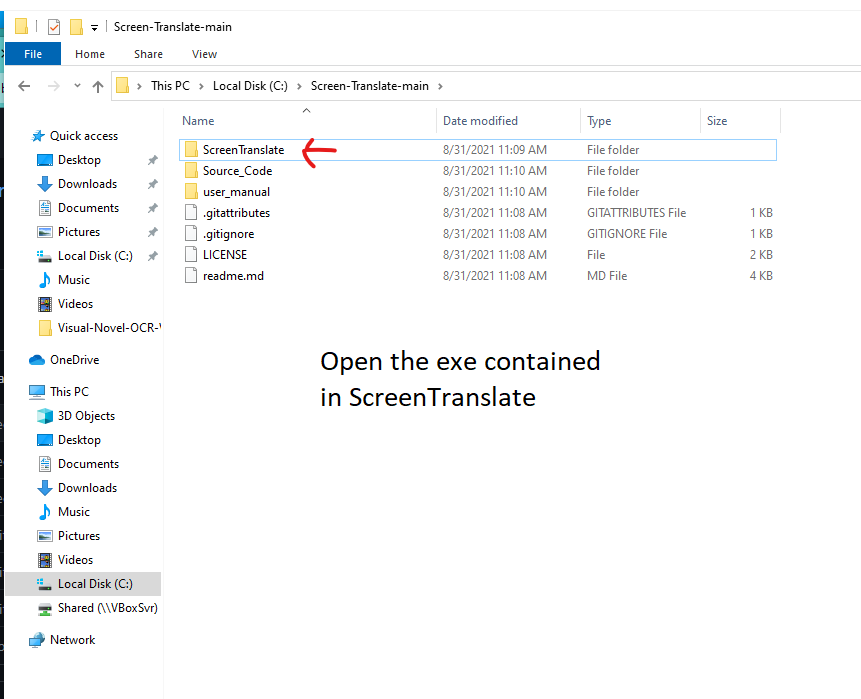 Screen-Translate-main
File Home Share View
This PC Local Disk (C:) Screen-Translate-main
Name Date modified Type Size
ScreenTranslate 8/31/2021 11:09 AM File folder
Source_Code 8/31/2021 11:10 AM File folder
user_manual 8/31/2021 11:10 AM File folder
.gitattributes 8/31/2021 11:08 AM GITATTRIBUTES File 1 KB
.gitignore 8/31/2021 11:08 AM GITIGNORE File 1 KB
LICENSE 8/31/2021 11:08 AM File 2 KB
readme.md 8/31/2021 11:08 AM MD File 4 KB
Quick access
Desktop
Downloads
Documents
Pictures
Local Disk (C:)
Music
Videos
Visual-Novel-OCR-
OneDrive
This PC
3D Objects
Desktop
Documents
Downloads
Music
Pictures
Videos
Local Disk (C:)
Shared (\\VBoxSvr)
Network
Open the exe contained
in ScreenTranslate